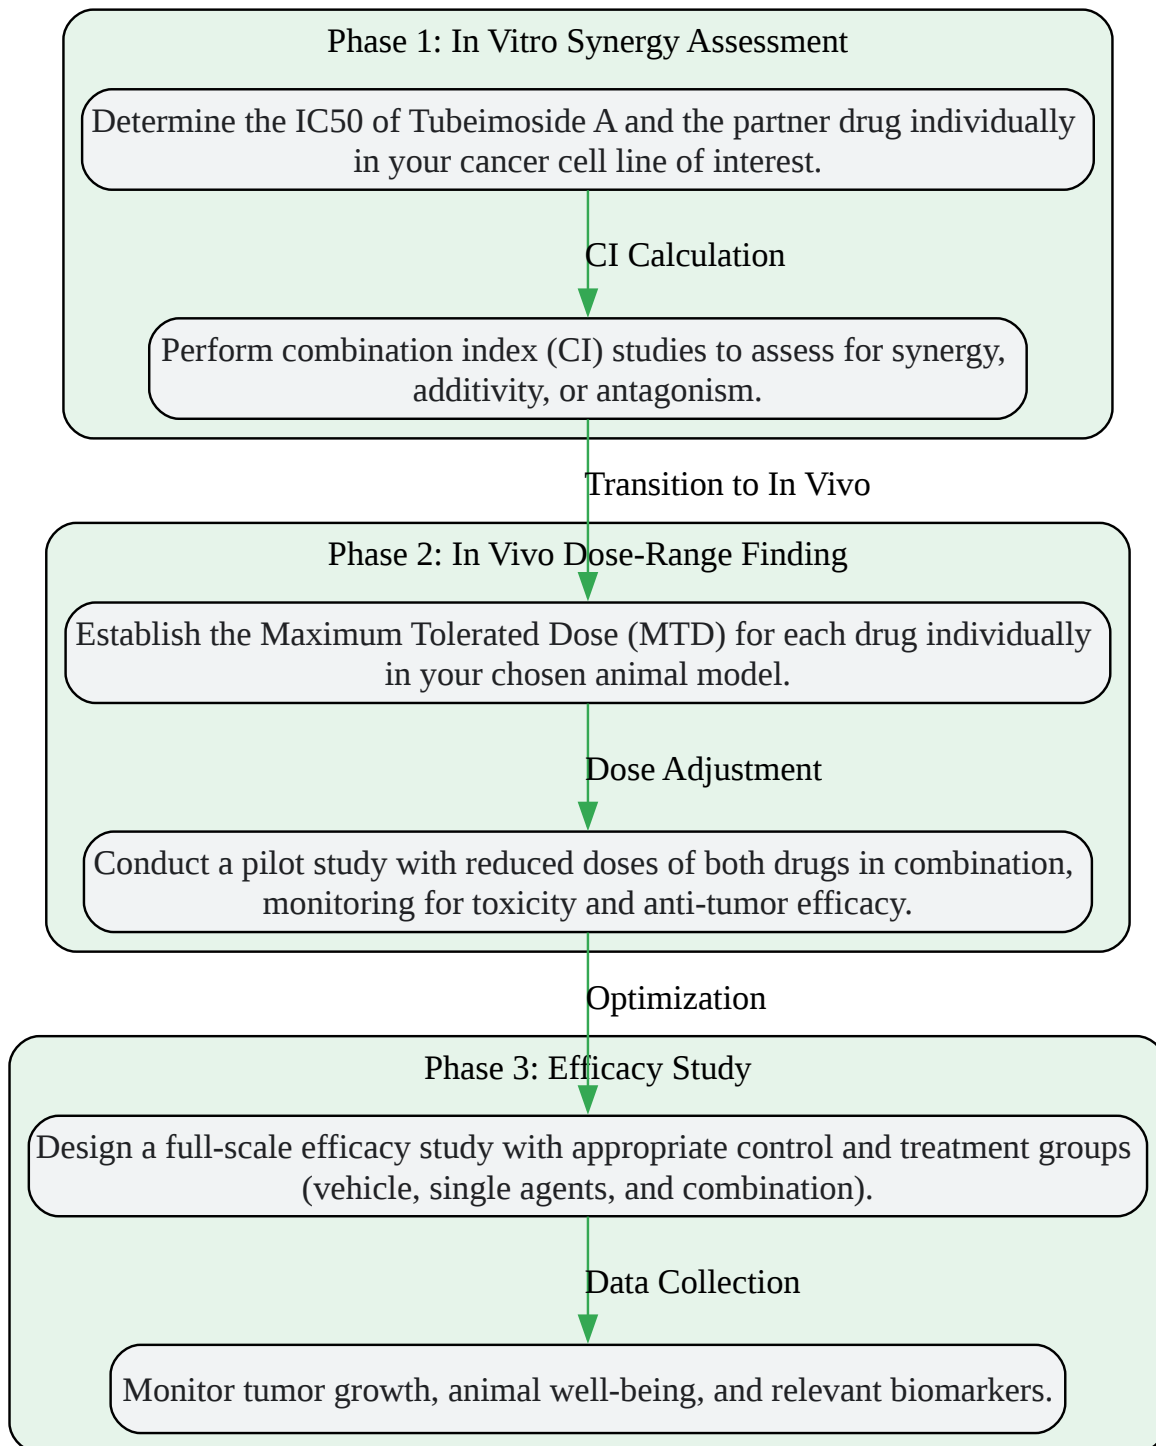 Phase 1: In Vitro Synergy Assessment
Determine the IC50 of Tubeimoside A and the partner drug individually
in your cancer cell line of interest.
CI Calculation
Perform combination index (CI) studies to assess for synergy,
additivity, or antagonism.
Transition to In Vivo
Phase 2: In Vivo Dose-Range Finding
Establish the Maximum Tolerated Dose (MTD) for each drug individually
in your chosen animal model.
Dose Adjustment
Conduct a pilot study with reduced doses of both drugs in combination,
monitoring for toxicity and anti-tumor efficacy.
Optimization
Phase 3: Efficacy Study
Design a full-scale efficacy study with appropriate control and treatment groups
(vehicle, single agents, and combination).
Data Collection
Monitor tumor growth, animal well-being, and relevant biomarkers.